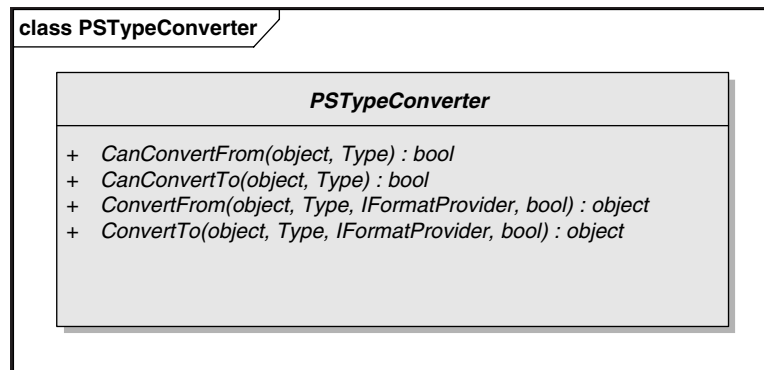 class PSTypeConverter
PSTypeConverter
+ CanConvertFrom(object, Type) : bool
+ CanConvertTo(object, Type) : bool
+ ConvertFrom(object, Type, IFormatProvider, bool) : object
+ ConvertTo(object, Type, IFormatProvider, bool) : object